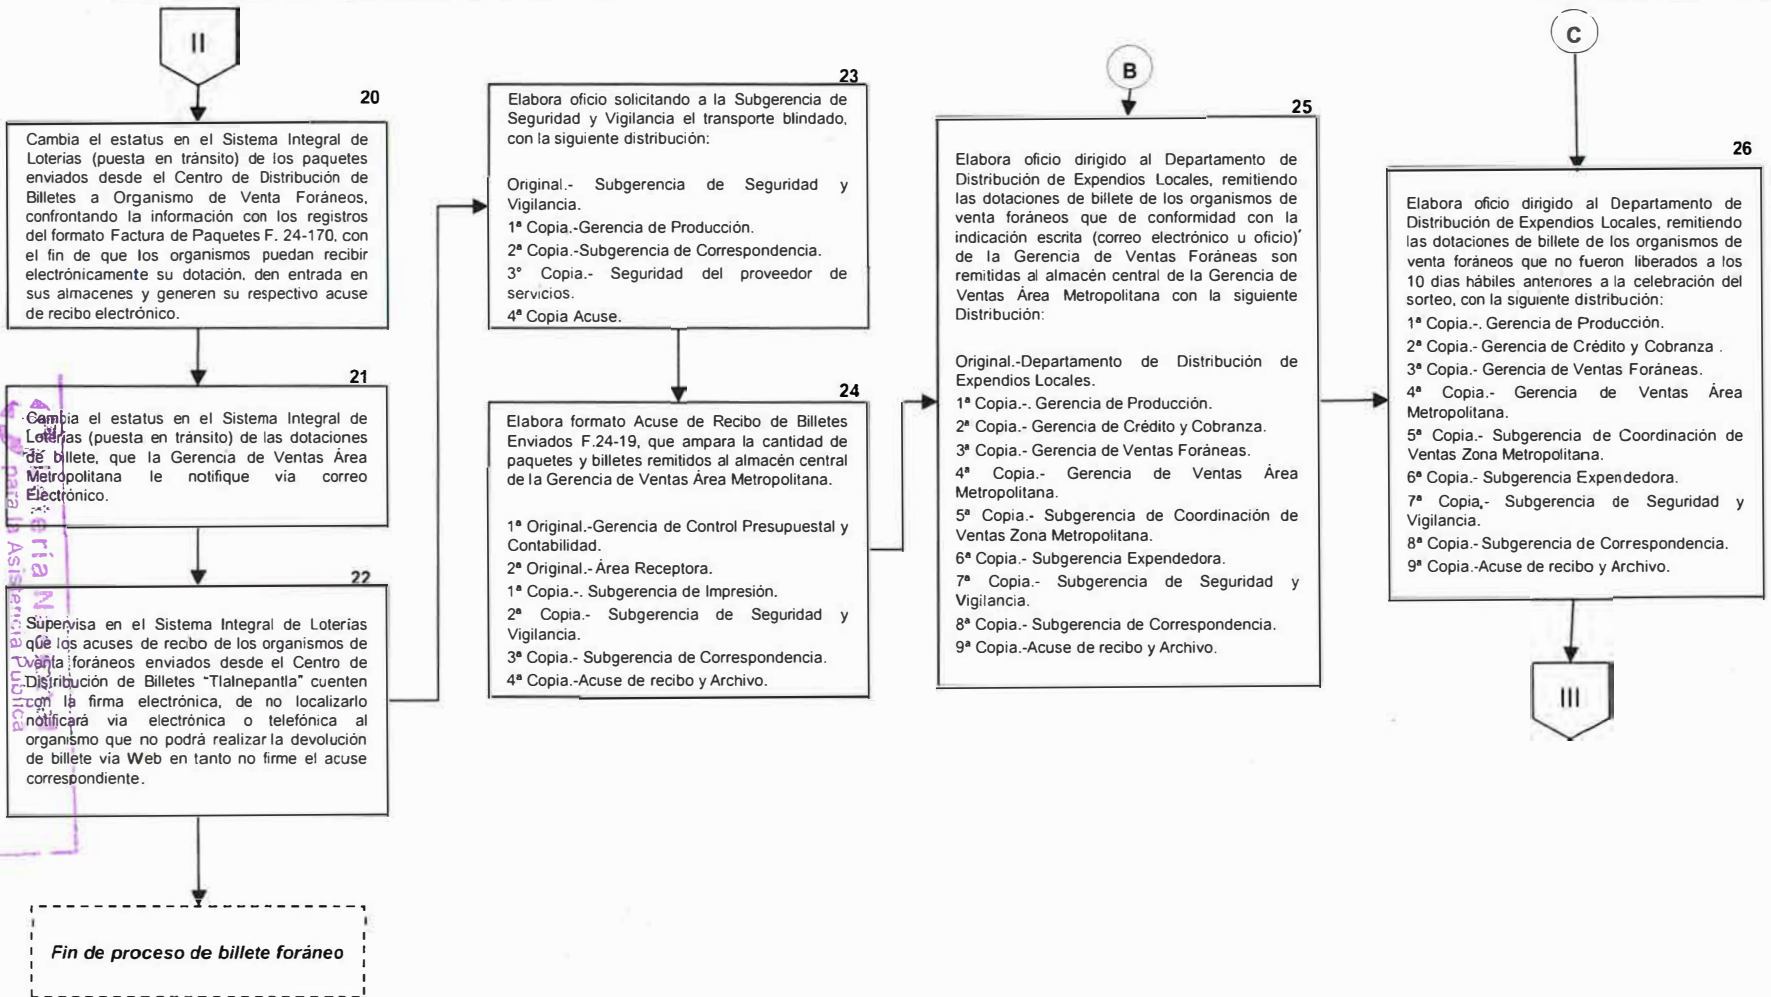 II
20
Cambia el estatus en el Sistema Integral de
Loterías (puesta en tránsito) de los paquetes
enviados desde el Centro de Distribución de
Billetes a Organismo de Venta Foráneos,
confrontando la información con los registros
del formato Factura de Paquetes F. 24-170, con
el fin de que los organismos puedan recibir
electrónicamente su dotación, den entrada en
sus almacenes y generen su respectivo acuse
de recibo electrónico.
21
Cambia el estatus en el Sistema Integral de
Loterías (puesta en tránsito) de las dotaciones
de billete, que la Gerencia de Ventas Área
Metropolitana le notifique vía correo
Electrónico.
22
Supervisa en el Sistema Integral de Loterías
que los acuses de recibo de los organismos de
venta foráneos enviados desde el Centro de
Distribución de Billetes "Tlalnepantla" cuenten
con la firma electrónica, de no localizarlo
notificará via electrónica o telefónica al
organismo que no podrá realizar la devolución
de billete vía Web en tanto no firme el acuse
correspondiente.
Fin de proceso de billete foráneo
para la Asistencia Pública
23
Elabora oficio solicitando a la Subgerencia de
Seguridad y Vigilancia el transporte blindado,
con la siguiente distribución:
Original.- Subgerencia de Seguridad y
Vigilancia.
1ª Copia.-Gerencia de Producción.
2ª Copia.-Subgerencia de Correspondencia.
3° Copia.- Seguridad del proveedor de
servicios.
4ª Copia Acuse.
24
Elabora formato Acuse de Recibo de Billetes
Enviados F.24-19, que ampara la cantidad de
paquetes y billetes remitidos al almacén central
de la Gerencia de Ventas Área Metropolitana.
1ª Original.-Gerencia de Control Presupuestal y
Contabilidad.
2ª Original.- Área Receptora.
1ª Copia.-. Subgerencia de Impresión.
2ª Copia.- Subgerencia de Seguridad y
Vigilancia.
3ª Copia.- Subgerencia de Correspondencia.
4ª Copia.-Acuse de recibo y Archivo.
B
25
Elabora oficio dirigido al Departamento de
Distribución de Expendios Locales, remitiendo
las dotaciones de billete de los organismos de
venta foráneos que de conformidad con la
indicación escrita (correo electrónico u oficio)
de la Gerencia de Ventas Foráneas son
remitidas al almacén central de la Gerencia de
Ventas Área Metropolitana con la siguiente
Distribución:
Original.-Departamento de Distribución de
Expendios Locales.
1ª Copia.-. Gerencia de Producción.
2ª Copia.- Gerencia de Crédito y Cobranza.
3ª Copia.- Gerencia de Ventas Foráneas.
4ª Copia.- Gerencia de Ventas Área
Metropolitana.
5ª Copia.- Subgerencia de Coordinación de
Ventas Zona Metropolitana.
6ª Copia.- Subgerencia Expendedora.
7ª Copia.- Subgerencia de Seguridad y
Vigilancia.
8ª Copia.- Subgerencia de Correspondencia.
9ª Copia.-Acuse de recibo y Archivo.
C
26
Elabora oficio dirigido al Departamento de
Distribución de Expendios Locales, remitiendo
las dotaciones de billete de los organismos de
venta foráneos que no fueron liberados a los
10 días hábiles anteriores a la celebración del
sorteo, con la siguiente distribución:
1ª Copia.-. Gerencia de Producción.
2ª Copia.- Gerencia de Crédito y Cobranza .
3ª Copia.- Gerencia de Ventas Foráneas.
4ª Copia.- Gerencia de Ventas Área
Metropolitana.
5ª Copia.- Subgerencia de Coordinación de
Ventas Zona Metropolitana.
6ª Copia.- Subgerencia Expendedora.
7ª Copia.- Subgerencia de Seguridad y
Vigilancia.
8ª Copia.- Subgerencia de Correspondencia.
9ª Copia.-Acuse de recibo y Archivo.
III